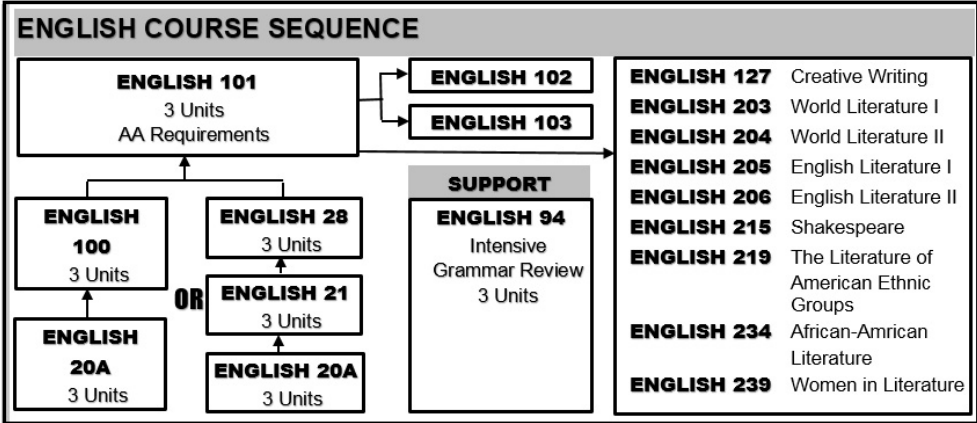 ENGLISH COURSE SEQUENCE
ENGLISH 101
3 Units
AA Requirements
ENGLISH 102
ENGLISH 103
ENGLISH
100
3 Units
ENGLISH
20A
3 Units
OR
ENGLISH 28
3 Units
ENGLISH 21
3 Units
ENGLISH 20A
3 Units
SUPPORT
ENGLISH 94
Intensive
Grammar Review
3 Units
ENGLISH 127 Creative Writing
ENGLISH 203 World Literature I
ENGLISH 204 World Literature II
ENGLISH 205 English Literature I
ENGLISH 206 English Literature II
ENGLISH 215 Shakespeare
ENGLISH 219 The Literature of
American Ethnic
Groups
ENGLISH 234 African-Amrican
Literature
ENGLISH 239 Women in Literature